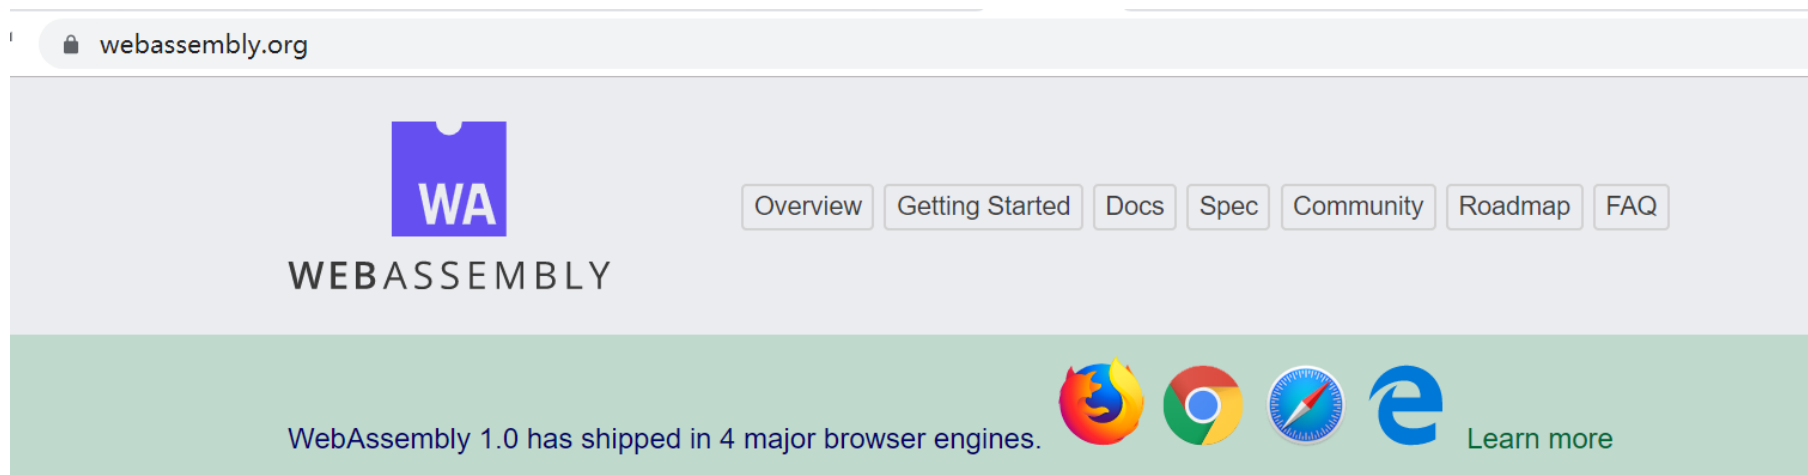 webassembly.org
WA
WEBASSEMBLY
Overview Getting Started Docs Spec Community Roadmap FAQ
WebAssembly 1.0 has shipped in 4 major browser engines. Learn more